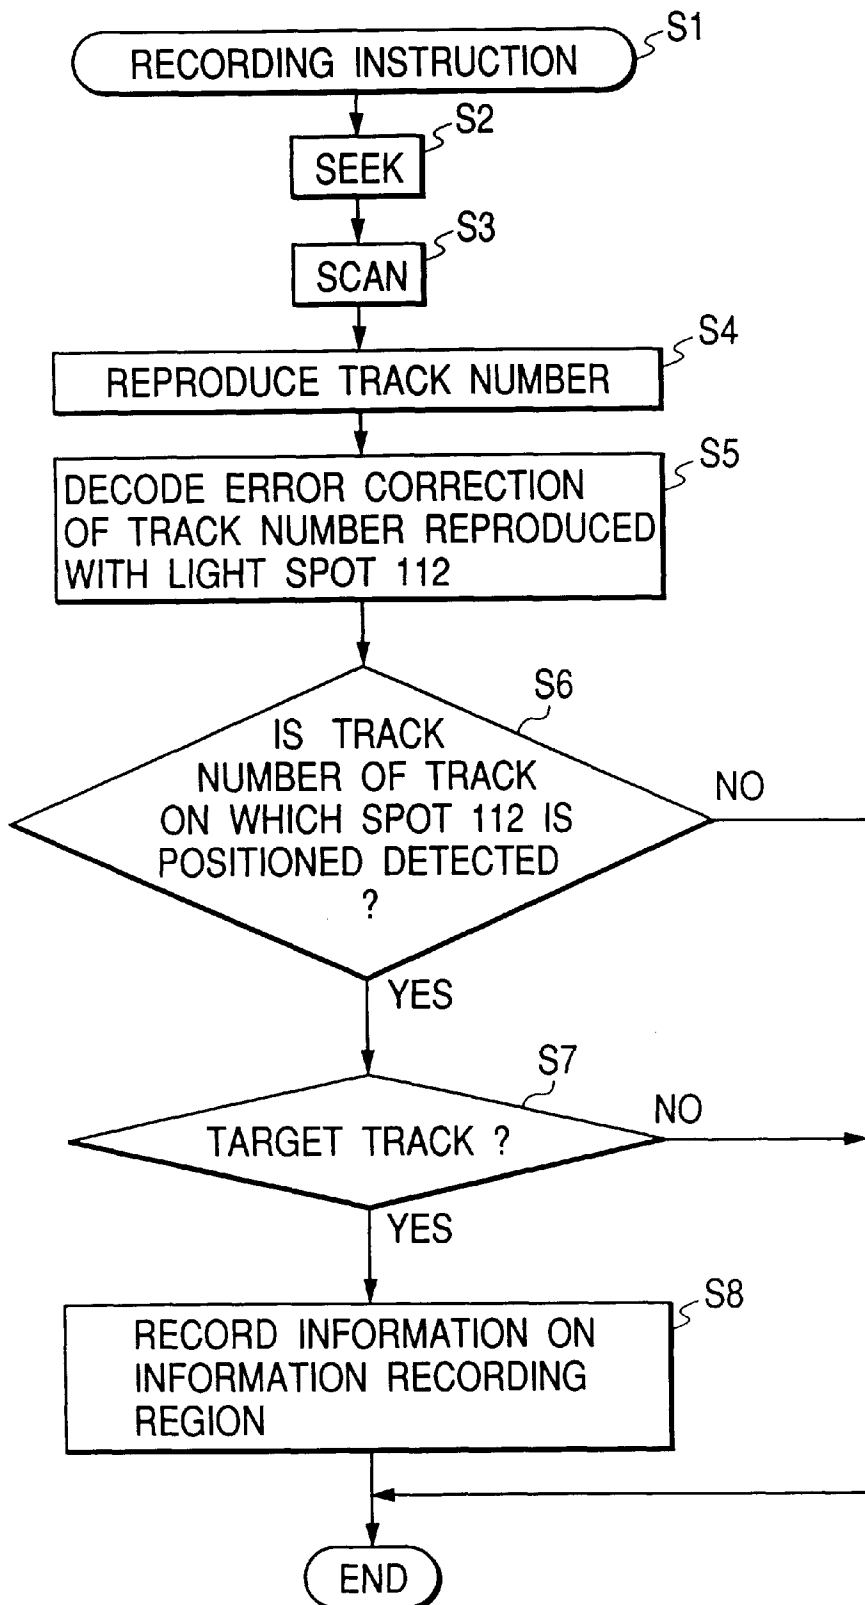 S1
RECORDING INSTRUCTION
S2
SEEK
S3
SCAN
S4
REPRODUCE TRACK NUMBER
S5
DECODE ERROR CORRECTION
OF TRACK NUMBER REPRODUCED
WITH LIGHT SPOT 112
S6
IS TRACK
NUMBER OF TRACK
ON WHICH SPOT 112 IS
POSITIONED DETECTED
?
NO
YES
S7
TARGET TRACK ?
NO
YES
S8
RECORD INFORMATION ON
INFORMATION RECORDING
REGION
END